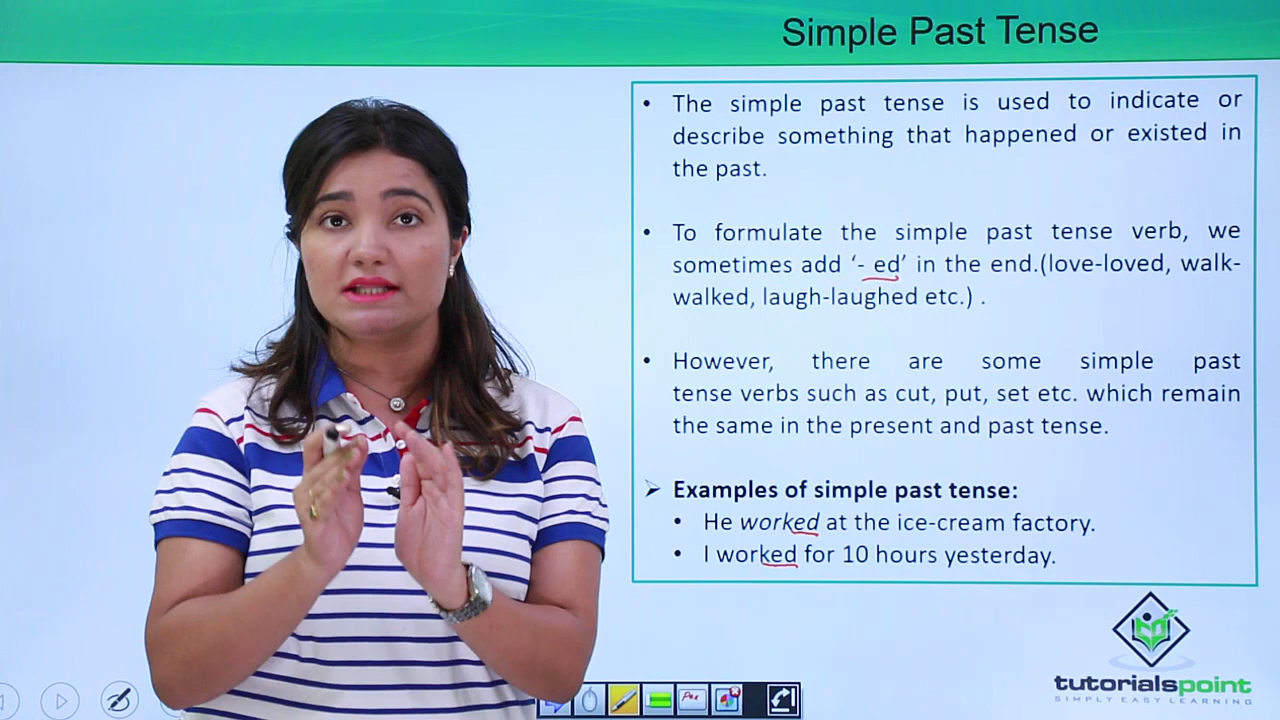 Simple Past Tense
• The simple past tense is used to indicate or
describe something that happened or existed in
the past.
• To formulate the simple past tense verb, we
sometimes add ‘- ed’ in the end.(love-loved, walk-
walked, laugh-laughed etc.) .
• However, there are some simple past
tense verbs such as cut, put, set etc. which remain
the same in the present and past tense.
➢ Examples of simple past tense:
• He worked at the ice-cream factory.
• I worked for 10 hours yesterday.
tutorialspoint
SIMPLY EASY LEARNING